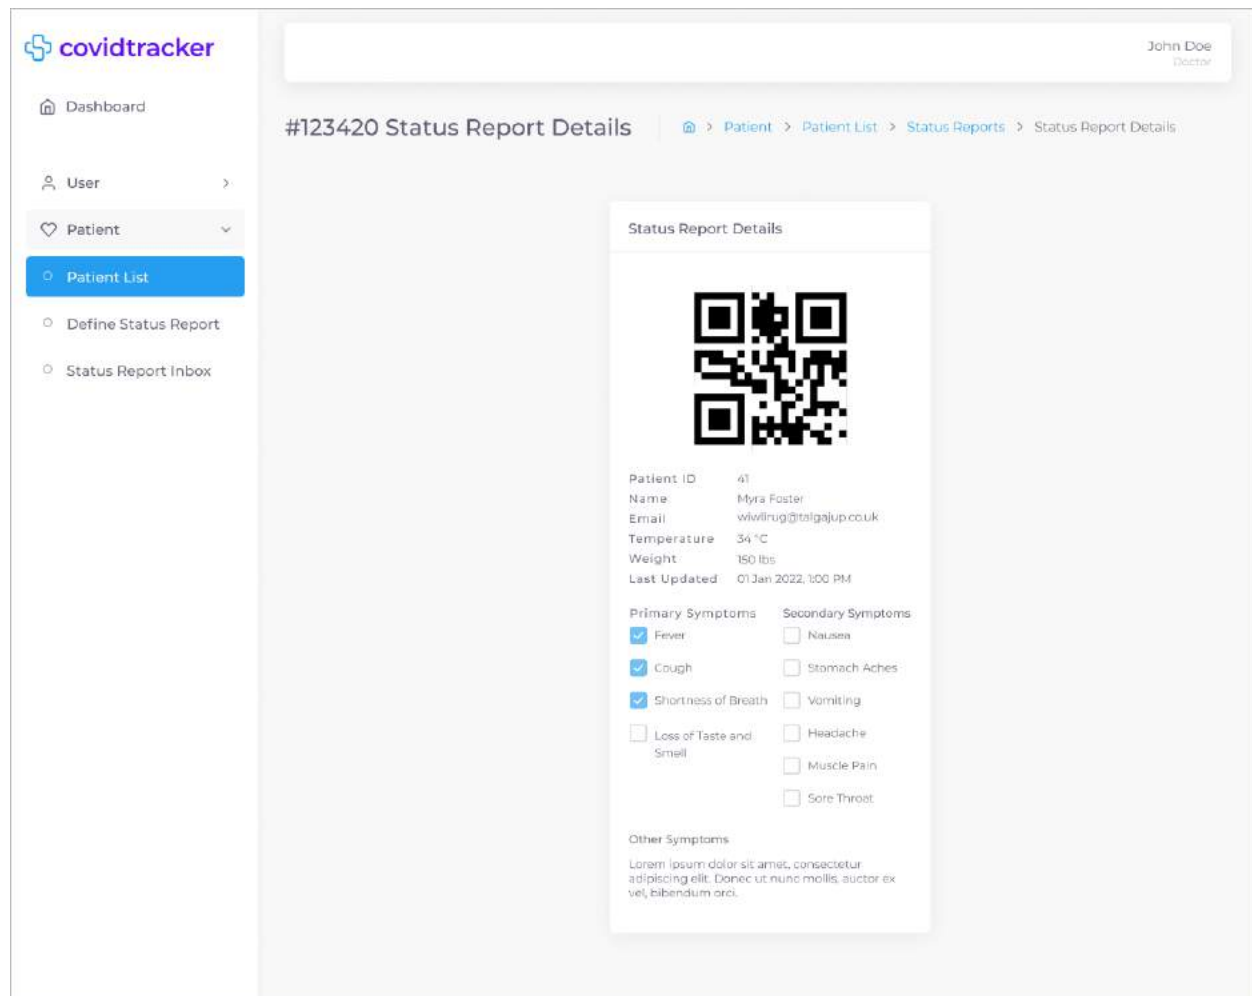 covidtracker
John Doe
Doctor
Dashboard
#123420 Status Report Details
> Patient > Patient List > Status Reports > Status Report Details
User
Patient
Patient List
Define Status Report
Status Report Inbox
Status Report Details
Patient ID 41
Name Myra Foster
Email wiwlirug@talgajup.co.uk
Temperature 34 °C
Weight 150 lbs
Last Updated 01 Jan 2022, 1:00 PM
Primary Symptoms Secondary Symptoms
Fever Nausea
Cough Stomach Aches
Shortness of Breath Vomiting
Loss of Taste and Headache
Smell
Muscle Pain
Sore Throat
Other Symptoms
Lorem ipsum dolor sit amet, consectetur
adipiscing elit. Donec ut nunc mollis, auctor ex
vel, bibendum orci.